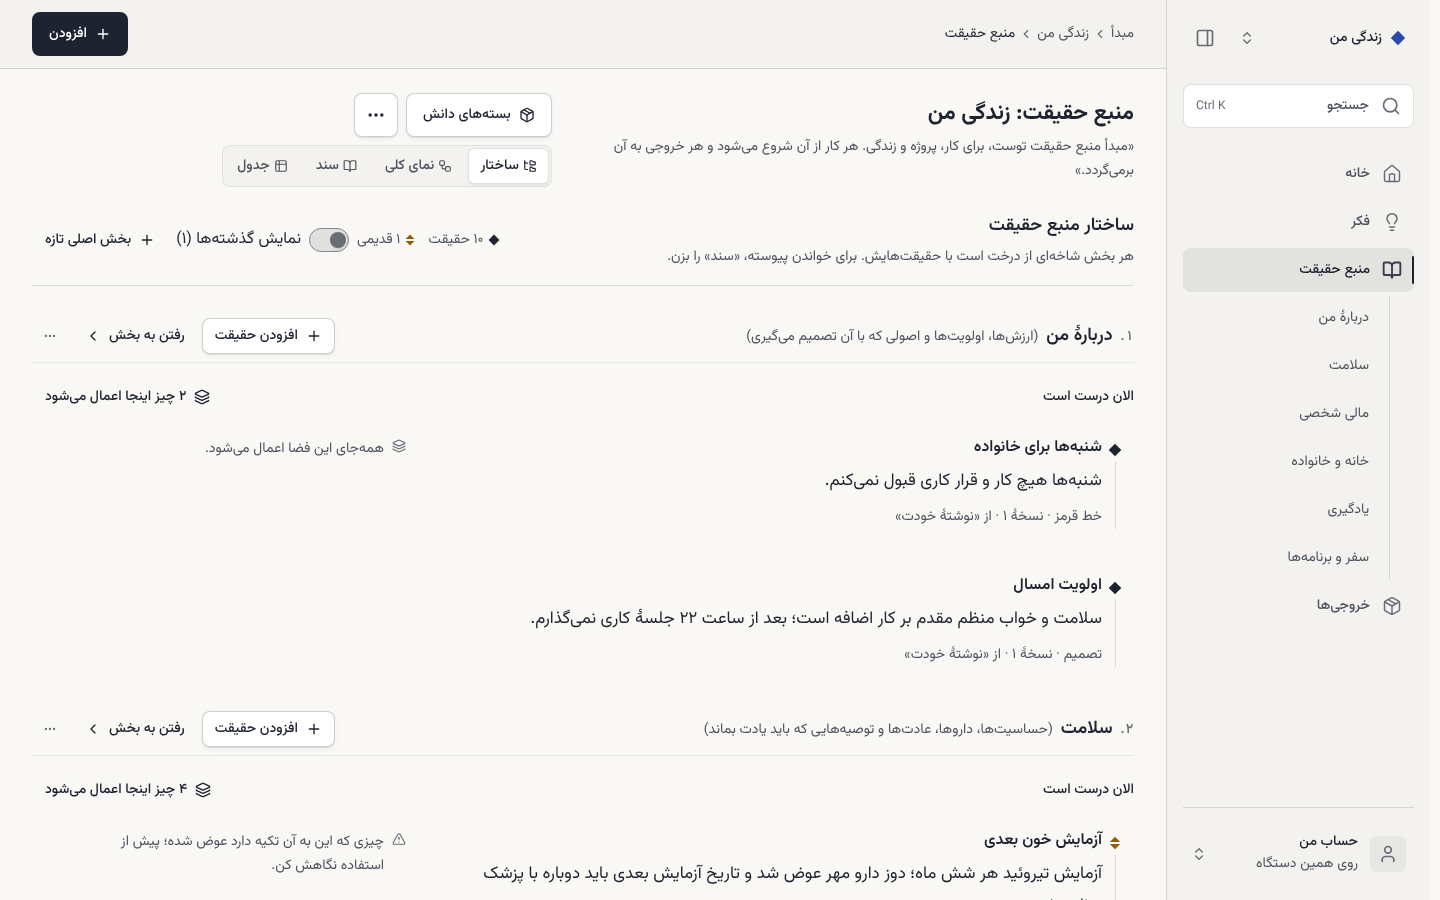 زندگی من
جستجو
Ctrl K
خانه
فکر
منبع حقیقت
دربارهٔ من
سلامت
مالی شخصی
خانه و خانواده
یادگیری
سفر و برنامه‌ها
خروجی‌ها
حساب من
روی همین دستگاه
مبدأ › زندگی من › منبع حقیقت
افزودن
منبع حقیقت: زندگی من
«مبدأ منبع حقیقت توست، برای کار، پروژه و زندگی. هر کار از آن شروع می‌شود و هر خروجی به آن
برمی‌گردد.»
بسته‌های دانش
ساختار
نمای کلی
سند
جدول
ساختار منبع حقیقت
هر بخش شاخه‌ای از درخت است با حقیقت‌هایش. برای خواندن پیوسته، «سند» را بزن.
۱۰ حقیقت
۱ قدیمی
نمایش گذشته‌ها (۱)
بخش اصلی تازه
۱. دربارهٔ من (ارزش‌ها، اولویت‌ها و اصولی که با آن تصمیم می‌گیری)
افزودن حقیقت
رفتن به بخش
الان درست است
۲ چیز اینجا اعمال می‌شود
شنبه‌ها برای خانواده
شنبه‌ها هیچ کار و قرار کاری قبول نمی‌کنم.
خط قرمز · نسخهٔ ۱ · از «نوشتهٔ خودت»
همه‌جای این فضا اعمال می‌شود.
اولویت امسال
سلامت و خواب منظم مقدم بر کار اضافه است؛ بعد از ساعت ۲۲ جلسهٔ کاری نمی‌گذارم.
تصمیم · نسخهٔ ۱ · از «نوشتهٔ خودت»
۲. سلامت (حساسیت‌ها، داروها، عادت‌ها و توصیه‌هایی که باید یادت بماند)
افزودن حقیقت
رفتن به بخش
الان درست است
۴ چیز اینجا اعمال می‌شود
آزمایش خون بعدی
آزمایش تیروئید هر شش ماه؛ دوز دارو مهر عوض شد و تاریخ آزمایش بعدی باید دوباره با پزشک
چیزی که این به آن تکیه دارد عوض شده؛ پیش از
استفاده نگاهش کن.